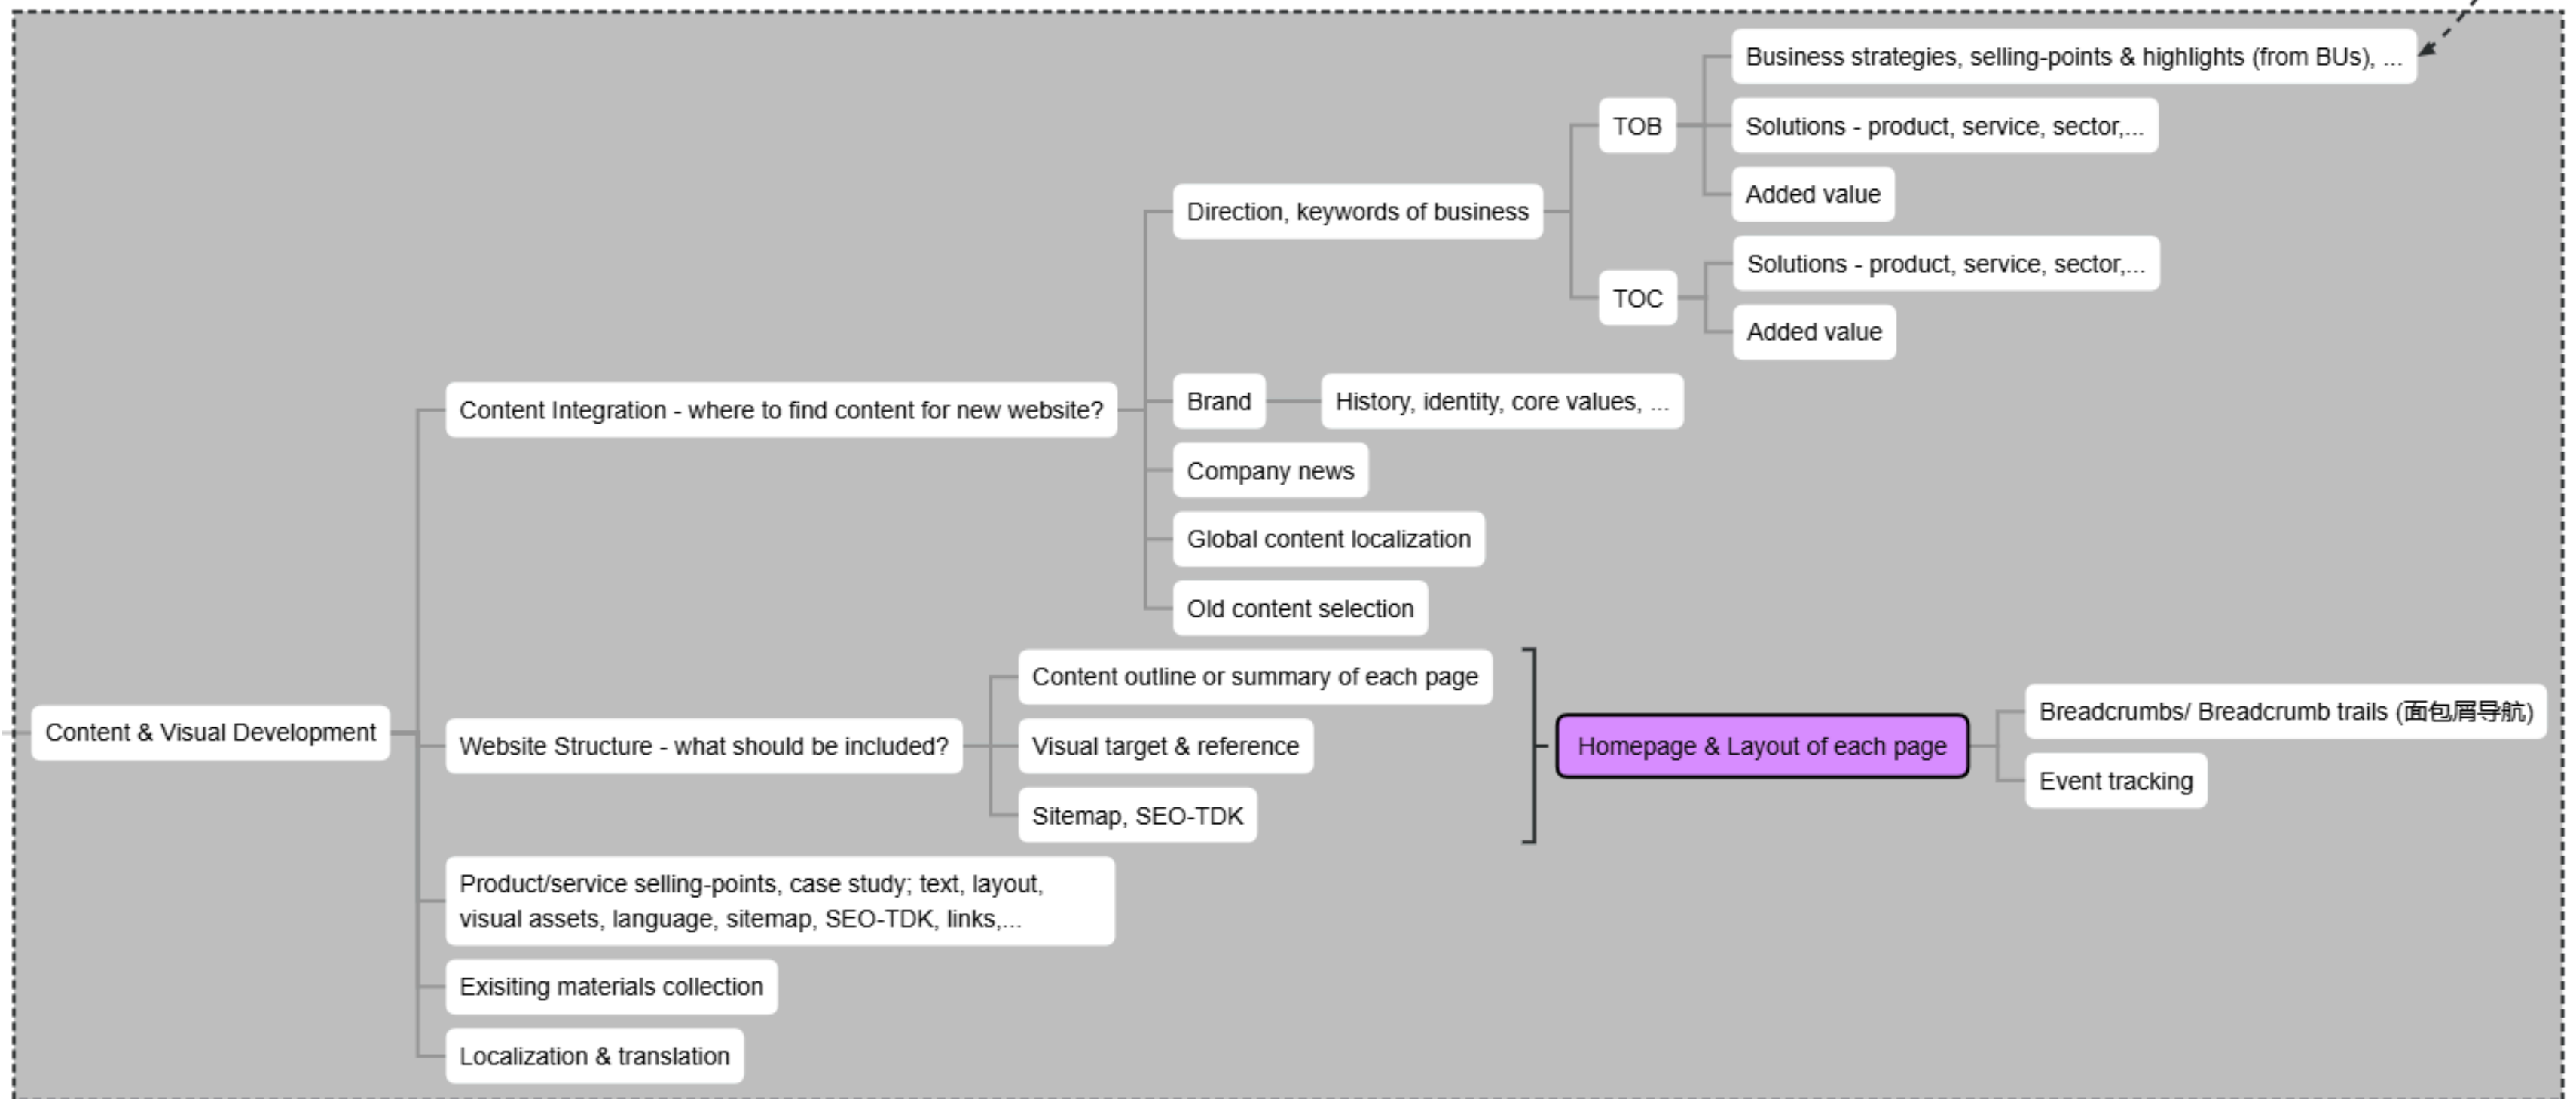 Business strategies, selling-points & highlights (from BUs), ...
TOB
Solutions - product, service, sector,...
Added value
Direction, keywords of business
Solutions - product, service, sector,...
TOC
Added value
Content Integration - where to find content for new website?
Brand
History, identity, core values, ...
Company news
Global content localization
Old content selection
Content outline or summary of each page
Content & Visual Development
Website Structure - what should be included?
Visual target & reference
Homepage & Layout of each page
Breadcrumbs/ Breadcrumb trails (面包屑导航)
Event tracking
Sitemap, SEO-TDK
Product/service selling-points, case study; text, layout,
visual assets, language, sitemap, SEO-TDK, links,...
Exisiting materials collection
Localization & translation